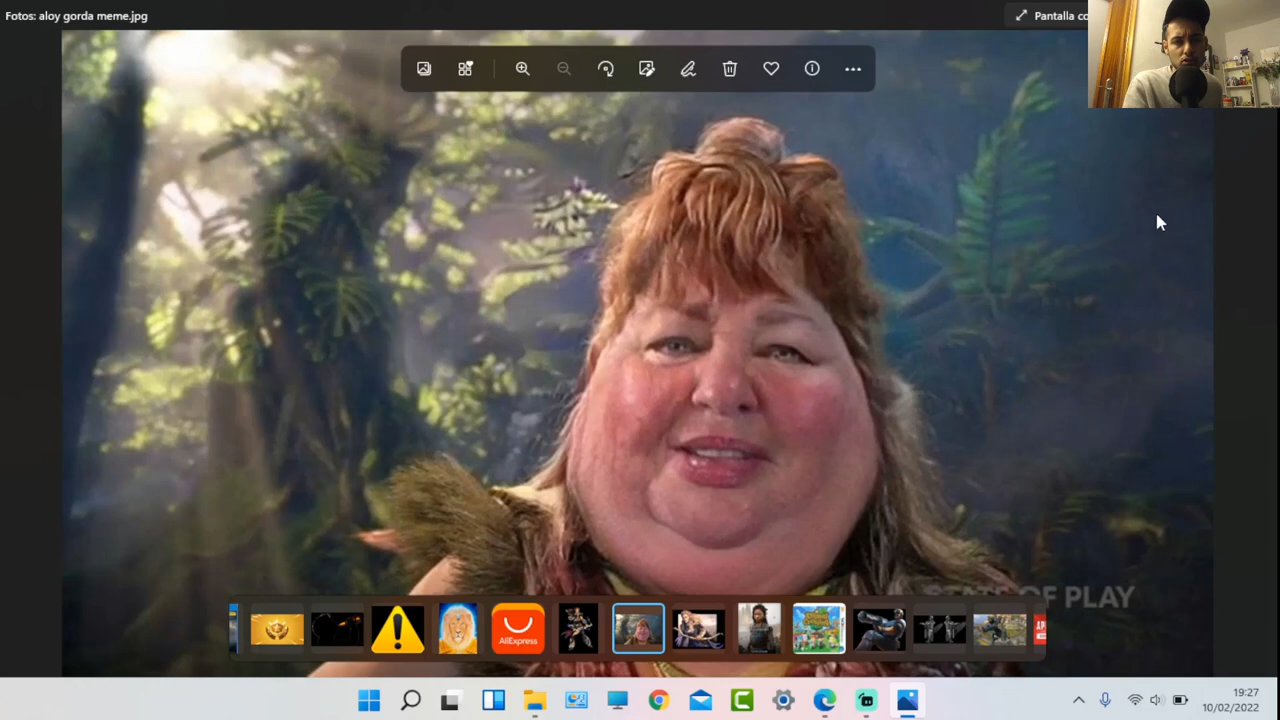 Fotos: aloy gorda meme.jpg
Pantalla co
STATE OF PLAY
AliExpress
19:27
10/02/2022